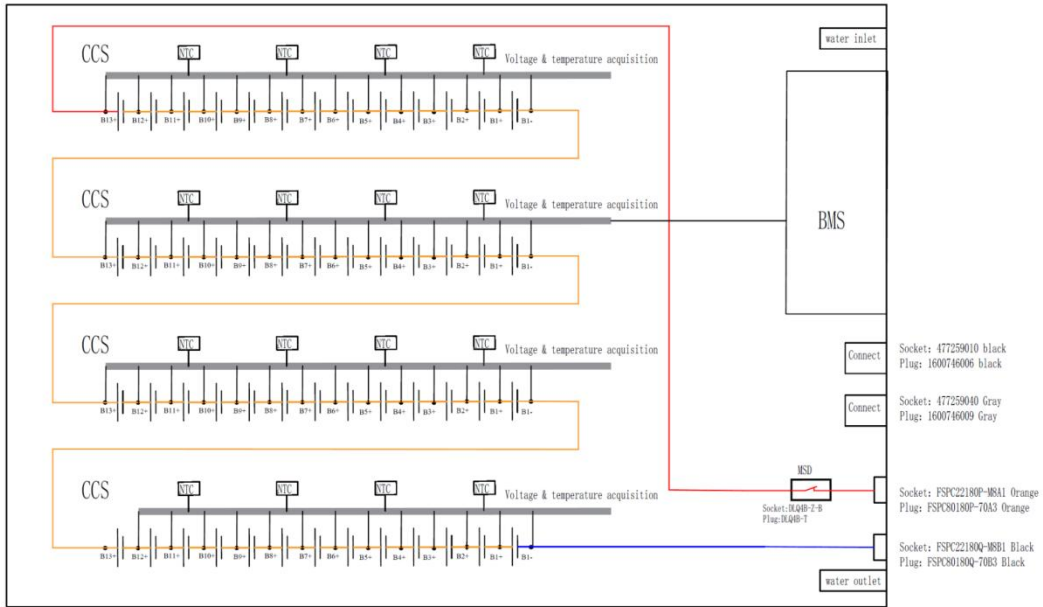 water inlet
CCS
NTC NTC NTC NTC
Voltage & temperature acquisition
B13+ B12+ B11+ B10+ B9+ B8+ B7+ B6+ B5+ B4+ B3+ B2+ B1+ B1-
CCS
NTC NTC NTC NTC
Voltage & temperature acquisition
B13+ B12+ B11+ B10+ B9+ B8+ B7+ B6+ B5+ B4+ B3+ B2+ B1+ B1-
BMS
CCS
NTC NTC NTC NTC
Voltage & temperature acquisition
B13+ B12+ B11+ B10+ B9+ B8+ B7+ B6+ B5+ B4+ B3+ B2+ B1+ B1-
Connect
Socket: 477259010 black
Plug: 1600746006 black
Connect
Socket: 477259040 Gray
Plug: 1600746009 Gray
CCS
NTC NTC NTC NTC
Voltage & temperature acquisition
B13+ B12+ B11+ B10+ B9+ B8+ B7+ B6+ B5+ B4+ B3+ B2+ B1+ B1-
MSD
Socket:DLQ4B-Z-B
Plug:DLQ4B-T
Socket: FSPC22180P-M8A1 Orange
Plug: FSPC80180P-70A3 Orange
Socket: FSPC22180Q-M8B1 Black
Plug: FSPC80180Q-70B3 Black
water outlet